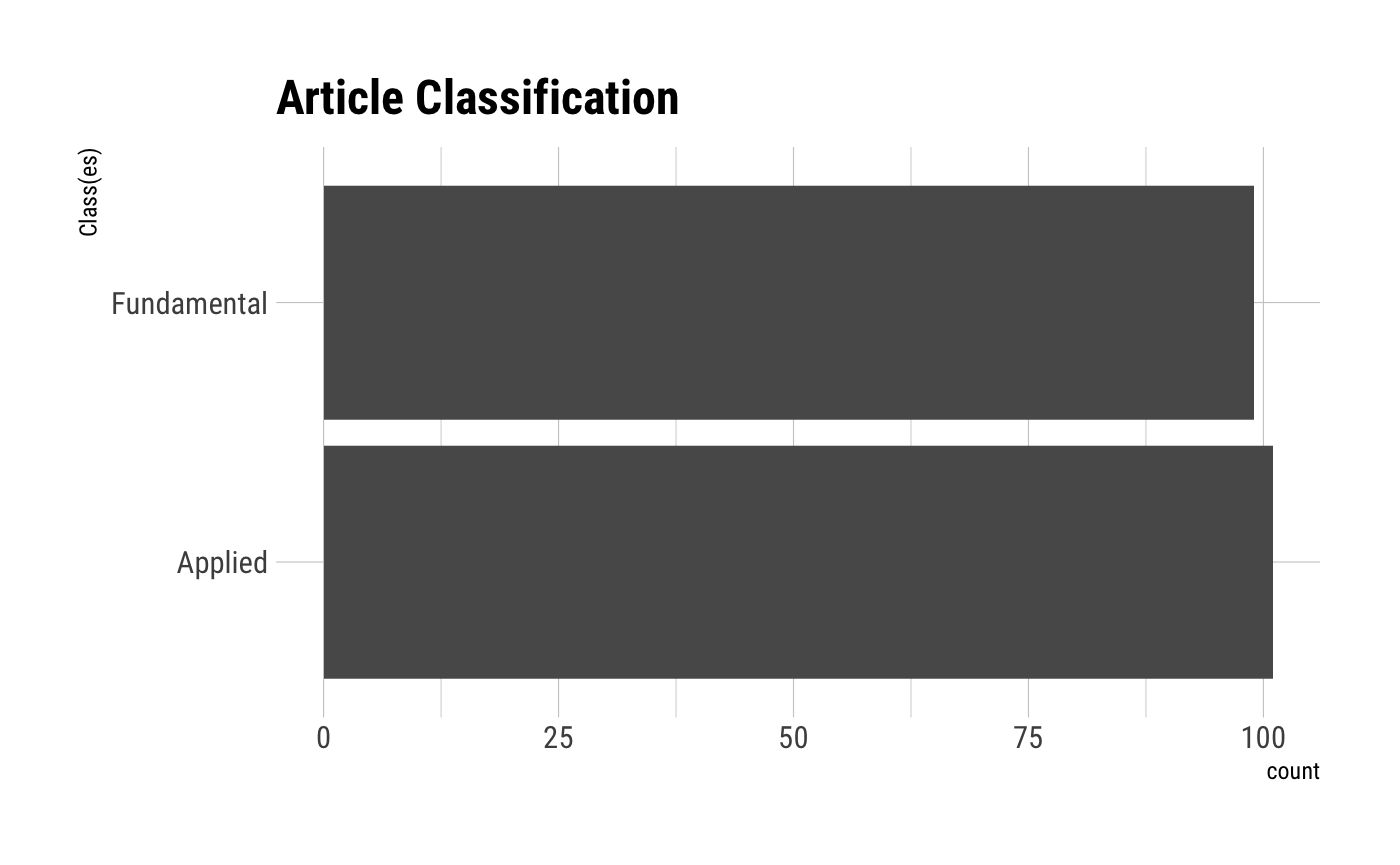 Article Classification
Class(es)
Fundamental
Applied
0 25 50 75 100
count